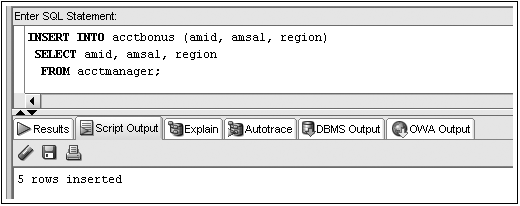 Enter SQL Statement:
INSERT INTO acctbonus (amid, amsal, region)
SELECT amid, amsal, region
FROM acctmanager;
Results Script Output Explain Autotrace DBMS Output OWA Output
5 rows inserted